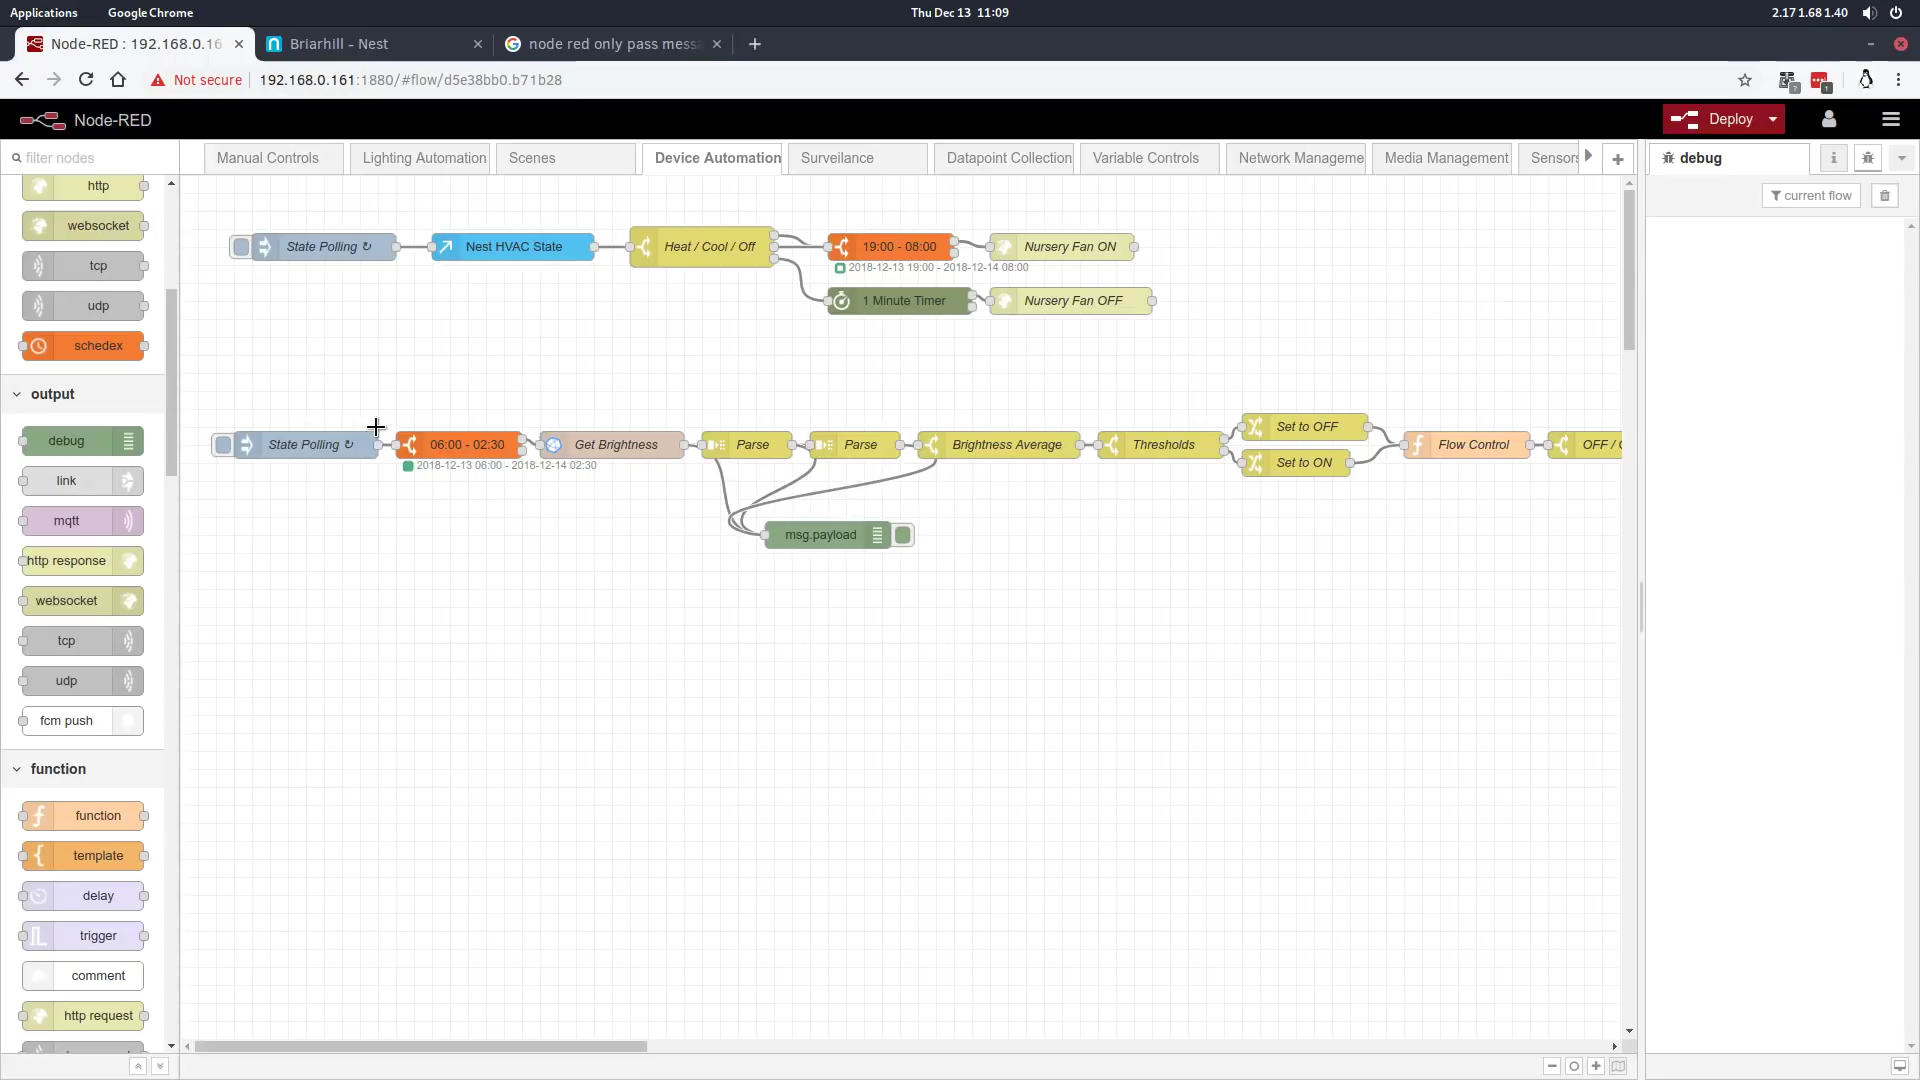 Applications Google Chrome Thu Dec 13 11:09 2.17 1.68 1.40
Node-RED : 192.168.0.16 Briarhill - Nest node red only pass messa
Not secure 192.168.0.161:1880/#flow/d5e38bb0.b71b28
Node-RED Deploy
filter nodes Manual Controls Lighting Automation Scenes Device Automation Surveilance Datapoint Collection Variable Controls Network Manageme Media Management Sensors debug
current flow
http
websocket
tcp
udp
schedex
output
debug
link
mqtt
http response
websocket
tcp
udp
fcm push
function
function
template
delay
trigger
comment
http request
State Polling ↻ Nest HVAC State Heat / Cool / Off 19:00 - 08:00 Nursery Fan ON
2018-12-13 19:00 - 2018-12-14 08:00
1 Minute Timer Nursery Fan OFF
Set to OFF
State Polling ↻ 06:00 - 02:30 Get Brightness Parse Parse Brightness Average Thresholds Flow Control OFF /
Set to ON
2018-12-13 06:00 - 2018-12-14 02:30
msg.payload